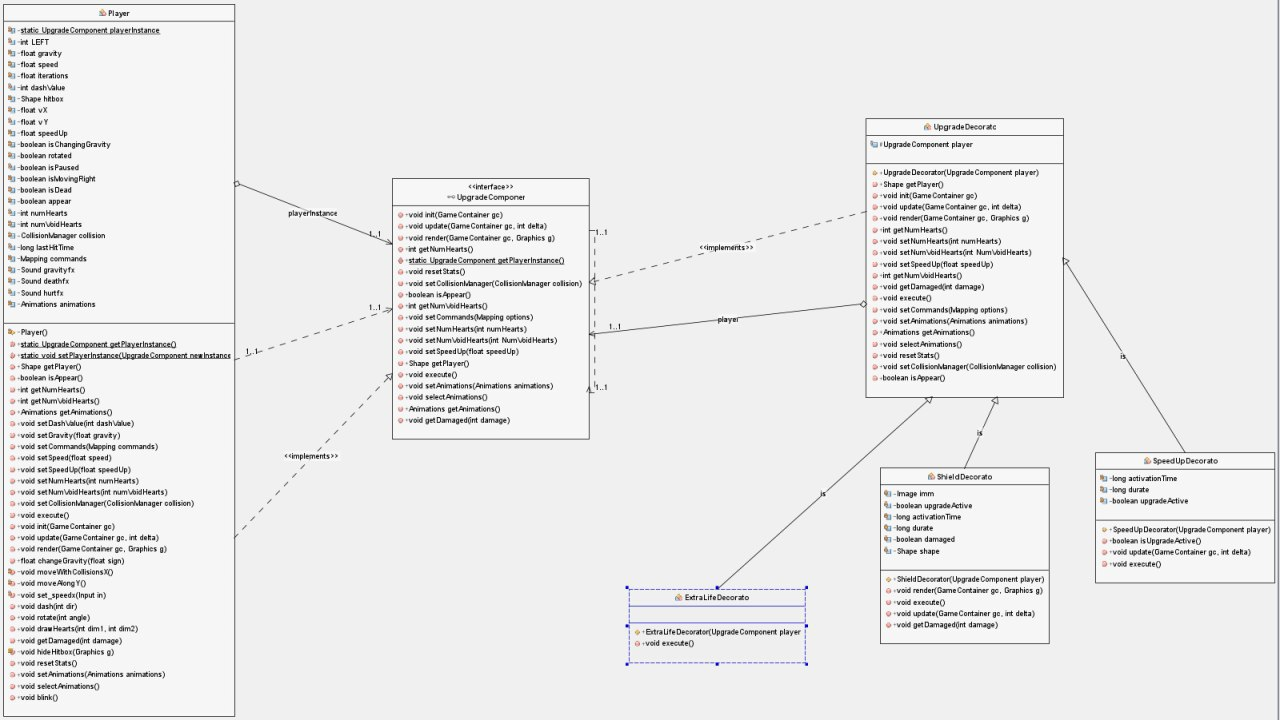 Player
-static UpgradeComponent playerInstance
-int LEFT
-float gravity
-float speed
-float iterations
-int dashValue
-Shape hitbox
-float vX
-float vY
-float speedUp
-boolean isChangingGravity
-boolean rotated
-boolean isPaused
-boolean isMovingRight
-boolean isDead
-boolean appear
-int numHearts
-int numVoidHearts
-CollisionManager collision
-long lastHitTime
-Mapping commands
-Sound gravityfx
-Sound deathfx
-Sound hurtfx
-Animations animations
-Player()
+static UpgradeComponent getPlayerInstance()
+static void setPlayerInstance(UpgradeComponent newInstance
+Shape getPlayer()
+boolean isAppear()
+int getNumHearts()
+int getNumVoidHearts()
+Animations getAnimations()
+void setDashValue(int dashValue)
+void setGravity(float gravity)
+void setCommands(Mapping commands)
+void setSpeed(float speed)
+void setSpeedUp(float speedUp)
+void setNumHearts(int numHearts)
+void setNumVoidHearts(int numVoidHearts)
+void setCollisionManager(CollisionManager collision)
+void execute()
+void init(GameContainer gc)
+void update(GameContainer gc, int delta)
+void render(GameContainer gc, Graphics g)
+float changeGravity(float sign)
-void moveWithCollisionsX()
-void moveAlongY()
-void set_speedx(Input in)
+void dash(int dir)
+void rotate(int angle)
+void drawHearts(int dim1, int dim2)
+void getDamaged(int damage)
-void hideHitbox(Graphics g)
+void resetStats()
+void setAnimations(Animations animations)
+void selectAnimations()
+void blink()
playerInstance
1..1
1..1
1..1
<<implements>>
<<interface>>
UpgradeComponer
+void init(GameContainer gc)
+void update(GameContainer gc, int delta)
+void render(GameContainer gc, Graphics g)
+int getNumHearts()
+static UpgradeComponent getPlayerInstance()
+void resetStats()
+void setCollisionManager(CollisionManager collision)
+boolean isAppear()
+int getNumVoidHearts()
+void setCommands(Mapping options)
+void setNumHearts(int numHearts)
+void setNumVoidHearts(int NumVoidHearts)
+void setSpeedUp(float speedUp)
+Shape getPlayer()
+void execute()
+void setAnimations(Animations animations)
+void selectAnimations()
+Animations getAnimations()
+void getDamaged(int damage)
1..1
1..1
1..1
<<implements>>
player
UpgradeDecoratc
#UpgradeComponent player
+UpgradeDecorator(UpgradeComponent player)
+Shape getPlayer()
+void init(GameContainer gc)
+void update(GameContainer gc, int delta)
+void render(GameContainer gc, Graphics g)
+int getNumHearts()
+void setNumHearts(int numHearts)
+void setNumVoidHearts(int NumVoidHearts)
+void setSpeedUp(float speedUp)
+int getNumVoidHearts()
+void getDamaged(int damage)
+void execute()
+void setCommands(Mapping options)
+void setAnimations(Animations animations)
+Animations getAnimations()
+void selectAnimations()
+void resetStats()
+void setCollisionManager(CollisionManager collision)
+boolean isAppear()
is
is
is
ExtraLifeDecorato
+ExtraLifeDecorator(UpgradeComponent player
+void execute()
ShieldDecorato
-Image imm
-boolean upgradeActive
-long activationTime
-long durate
-boolean damaged
-Shape shape
+ShieldDecorator(UpgradeComponent player)
+void render(GameContainer gc, Graphics g)
+void execute()
+void update(GameContainer gc, int delta)
+void getDamaged(int damage)
SpeedUpDecorato
-long activationTime
-long durate
-boolean upgradeActive
+SpeedUpDecorator(UpgradeComponent player)
+boolean isUpgradeActive()
+void update(GameContainer gc, int delta)
+void execute()